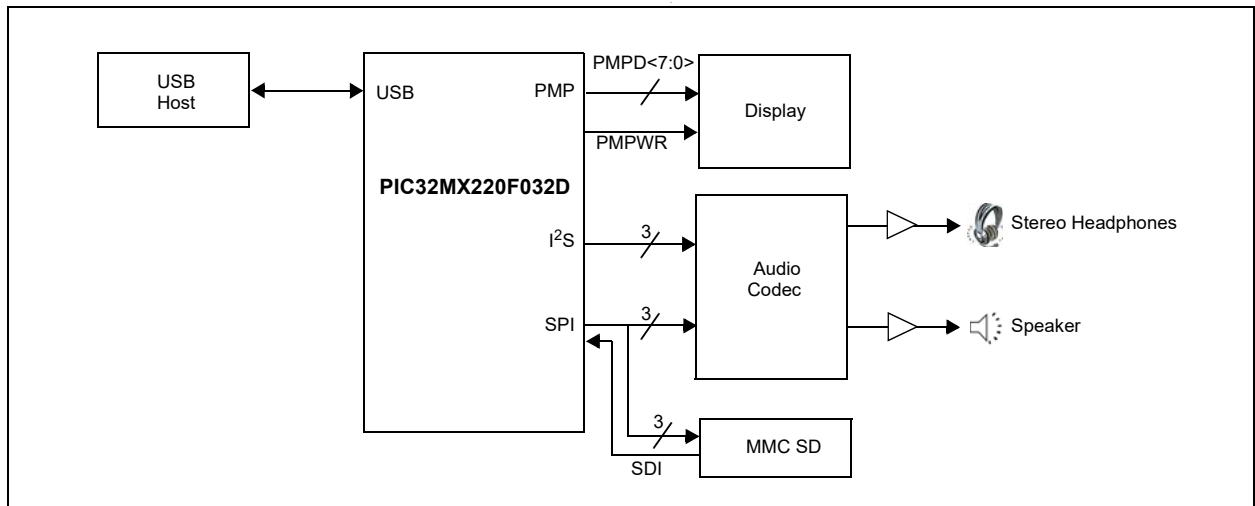 USB
Host
USB
PMP
PMPD<7:0>
PMPWR
Display
PIC32MX220F032D
I²S
3
Audio
Codec
Stereo Headphones
SPI
3
Speaker
3
SDI
MMC SD